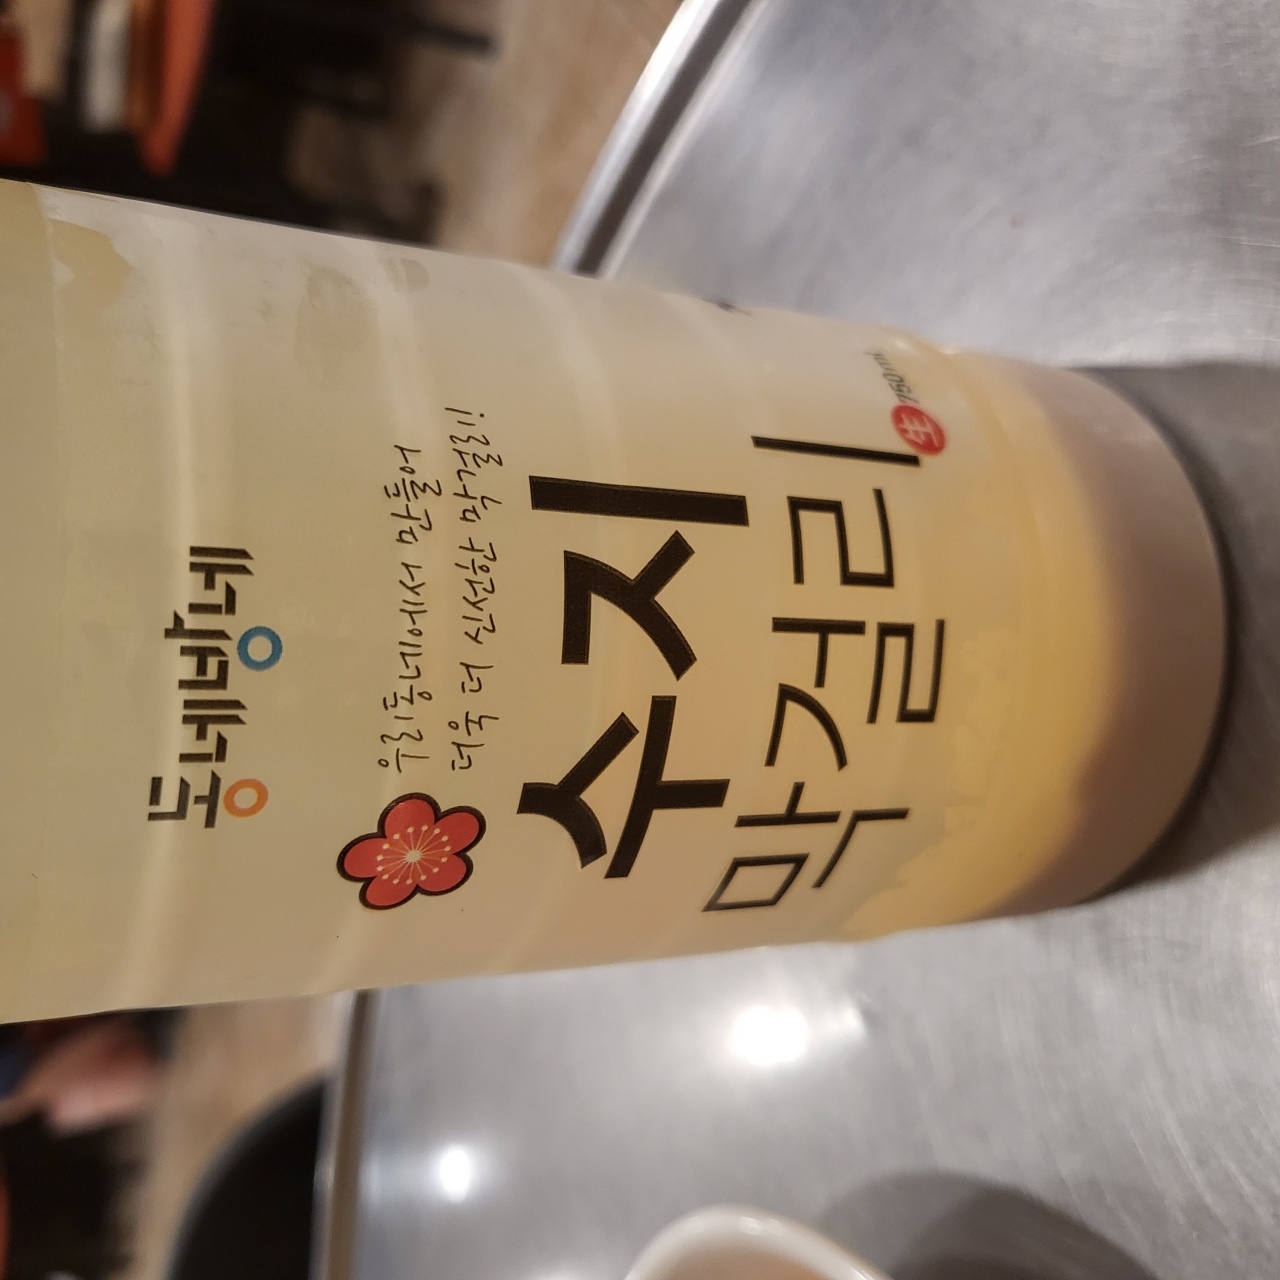 동네방네
우리동네에서 만들어
더욱 더 신선한 막걸리!!
수지
막걸리
生 750ml